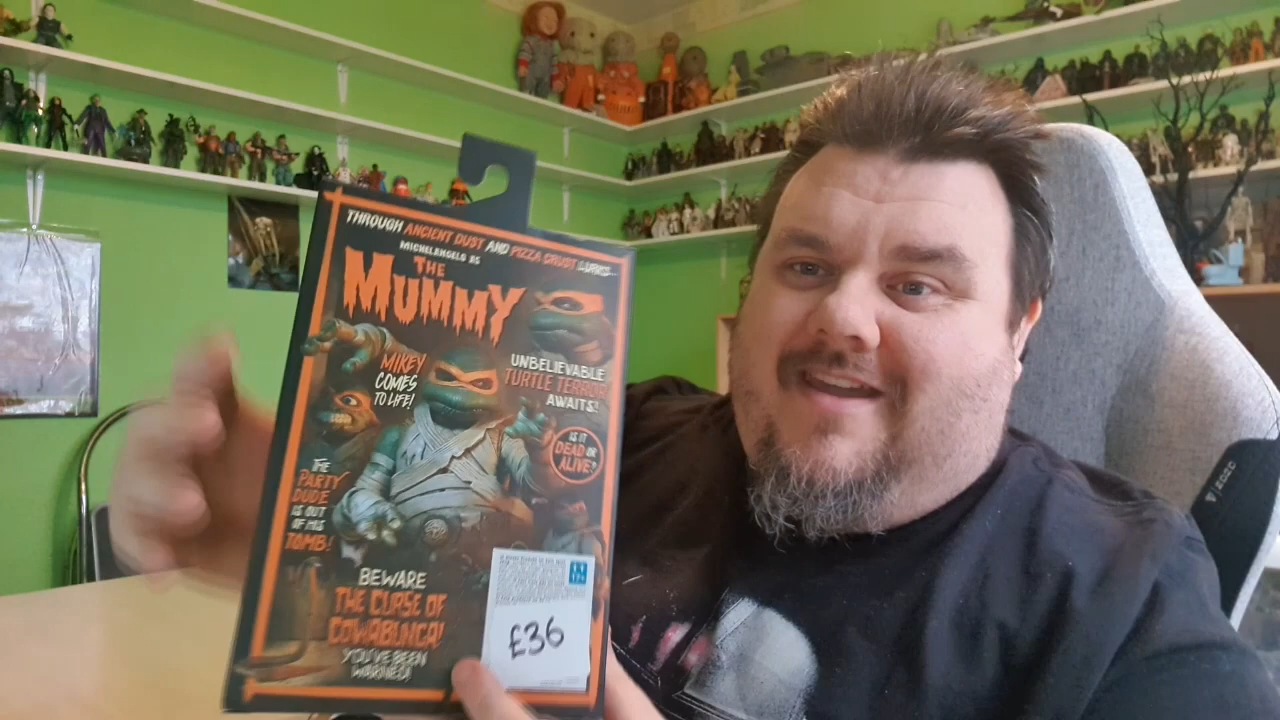 THROUGH ANCIENT DUST AND PIZZA CRUST LURKS...
MICHELANGELO AS
THE
MUMMY
MIKEY
COMES
TO LIFE!
UNBELIEVABLE
TURTLE TERROR
AWAITS!
IS IT
DEAD OR
ALIVE?
THE
PARTY
DUDE
IS OUT
OF HIS
TOMB!
BEWARE
THE CURSE OF
COWABUNGA!
YOU'VE BEEN
WARNED!
£36